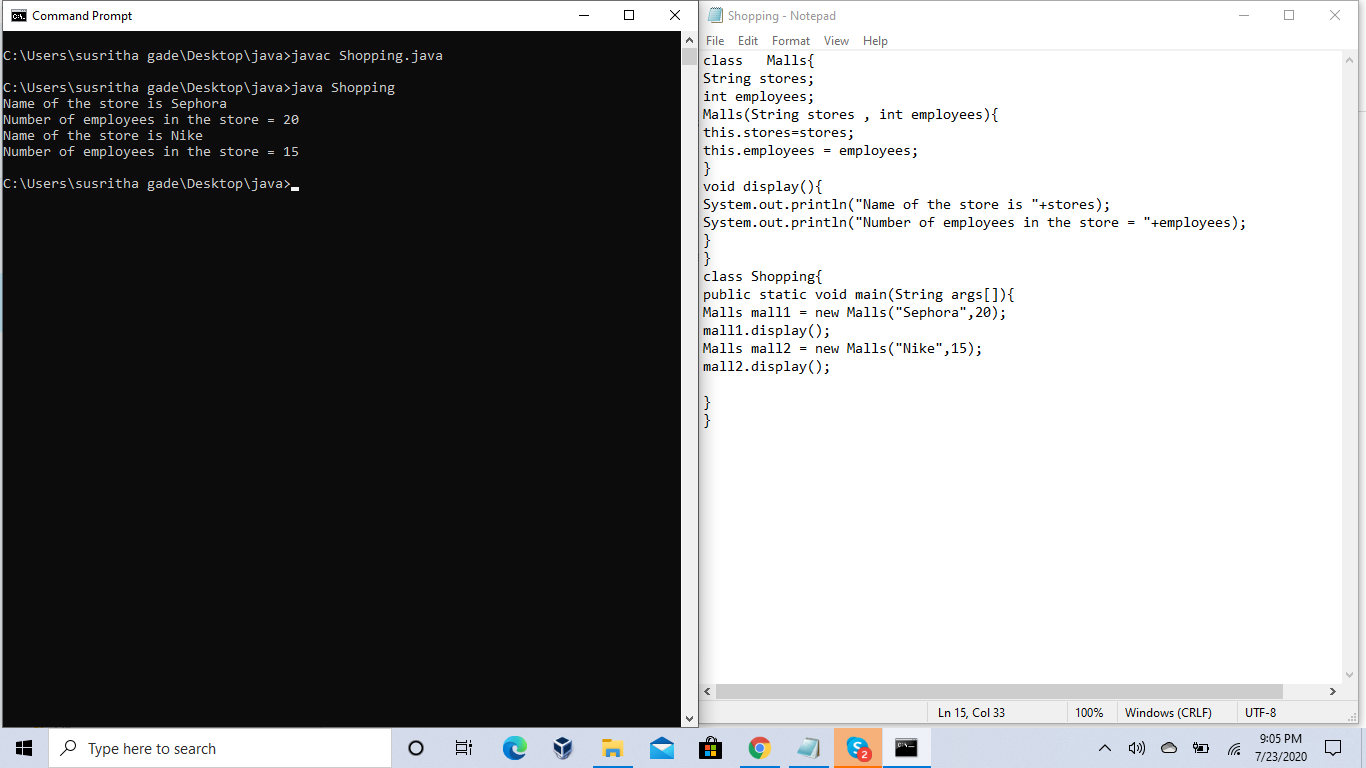 Command Prompt
C:\Users\susritha gade\Desktop\java>javac Shopping.java
C:\Users\susritha gade\Desktop\java>java Shopping
Name of the store is Sephora
Number of employees in the store = 20
Name of the store is Nike
Number of employees in the store = 15
C:\Users\susritha gade\Desktop\java>
Shopping - Notepad
File Edit Format View Help
class   Malls{
String stores;
int employees;
Malls(String stores , int employees){
this.stores=stores;
this.employees = employees;
}
void display(){
System.out.println("Name of the store is "+stores);
System.out.println("Number of employees in the store = "+employees);
}
}
class Shopping{
public static void main(String args[]){
Malls mall1 = new Malls("Sephora",20);
mall1.display();
Malls mall2 = new Malls("Nike",15);
mall2.display();
}
}
Ln 15, Col 33 100% Windows (CRLF) UTF-8
Type here to search
2
9:05 PM
7/23/2020